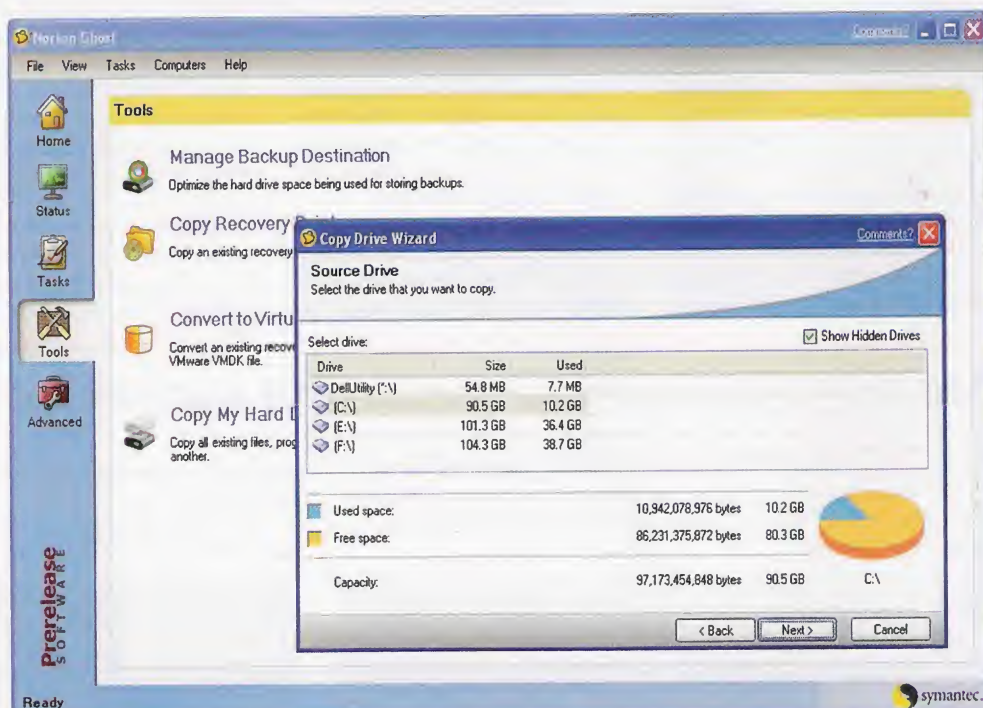 Norton Ghost
Comments?
File View Tasks Computers Help
Home
Status
Tasks
Tools
Advanced
Prerelease
SOFTWARE
Tools
Manage Backup Destination
Optimize the hard drive space being used for storing backups.
Copy Recovery
Copy an existing recovery
Convert to Virtu
Convert an existing recove
VMware VMDK file.
Copy My Hard D
Copy all existing files, prog
another.
Copy Drive Wizard
Comments?
Source Drive
Select the drive that you want to copy.
Select drive:
Show Hidden Drives
Drive Size Used
DellUtility (*:\) 54.8 MB 7.7 MB
(C:\) 90.5 GB 10.2 GB
(E:\) 101.3 GB 36.4 GB
(F:\) 104.3 GB 38.7 GB
Used space: 10,942,078,976 bytes 10.2 GB
Free space: 86,231,375,872 bytes 80.3 GB
Capacity: 97,173,454,848 bytes 90.5 GB
C:\
< Back
Next >
Cancel
Ready
symantec.